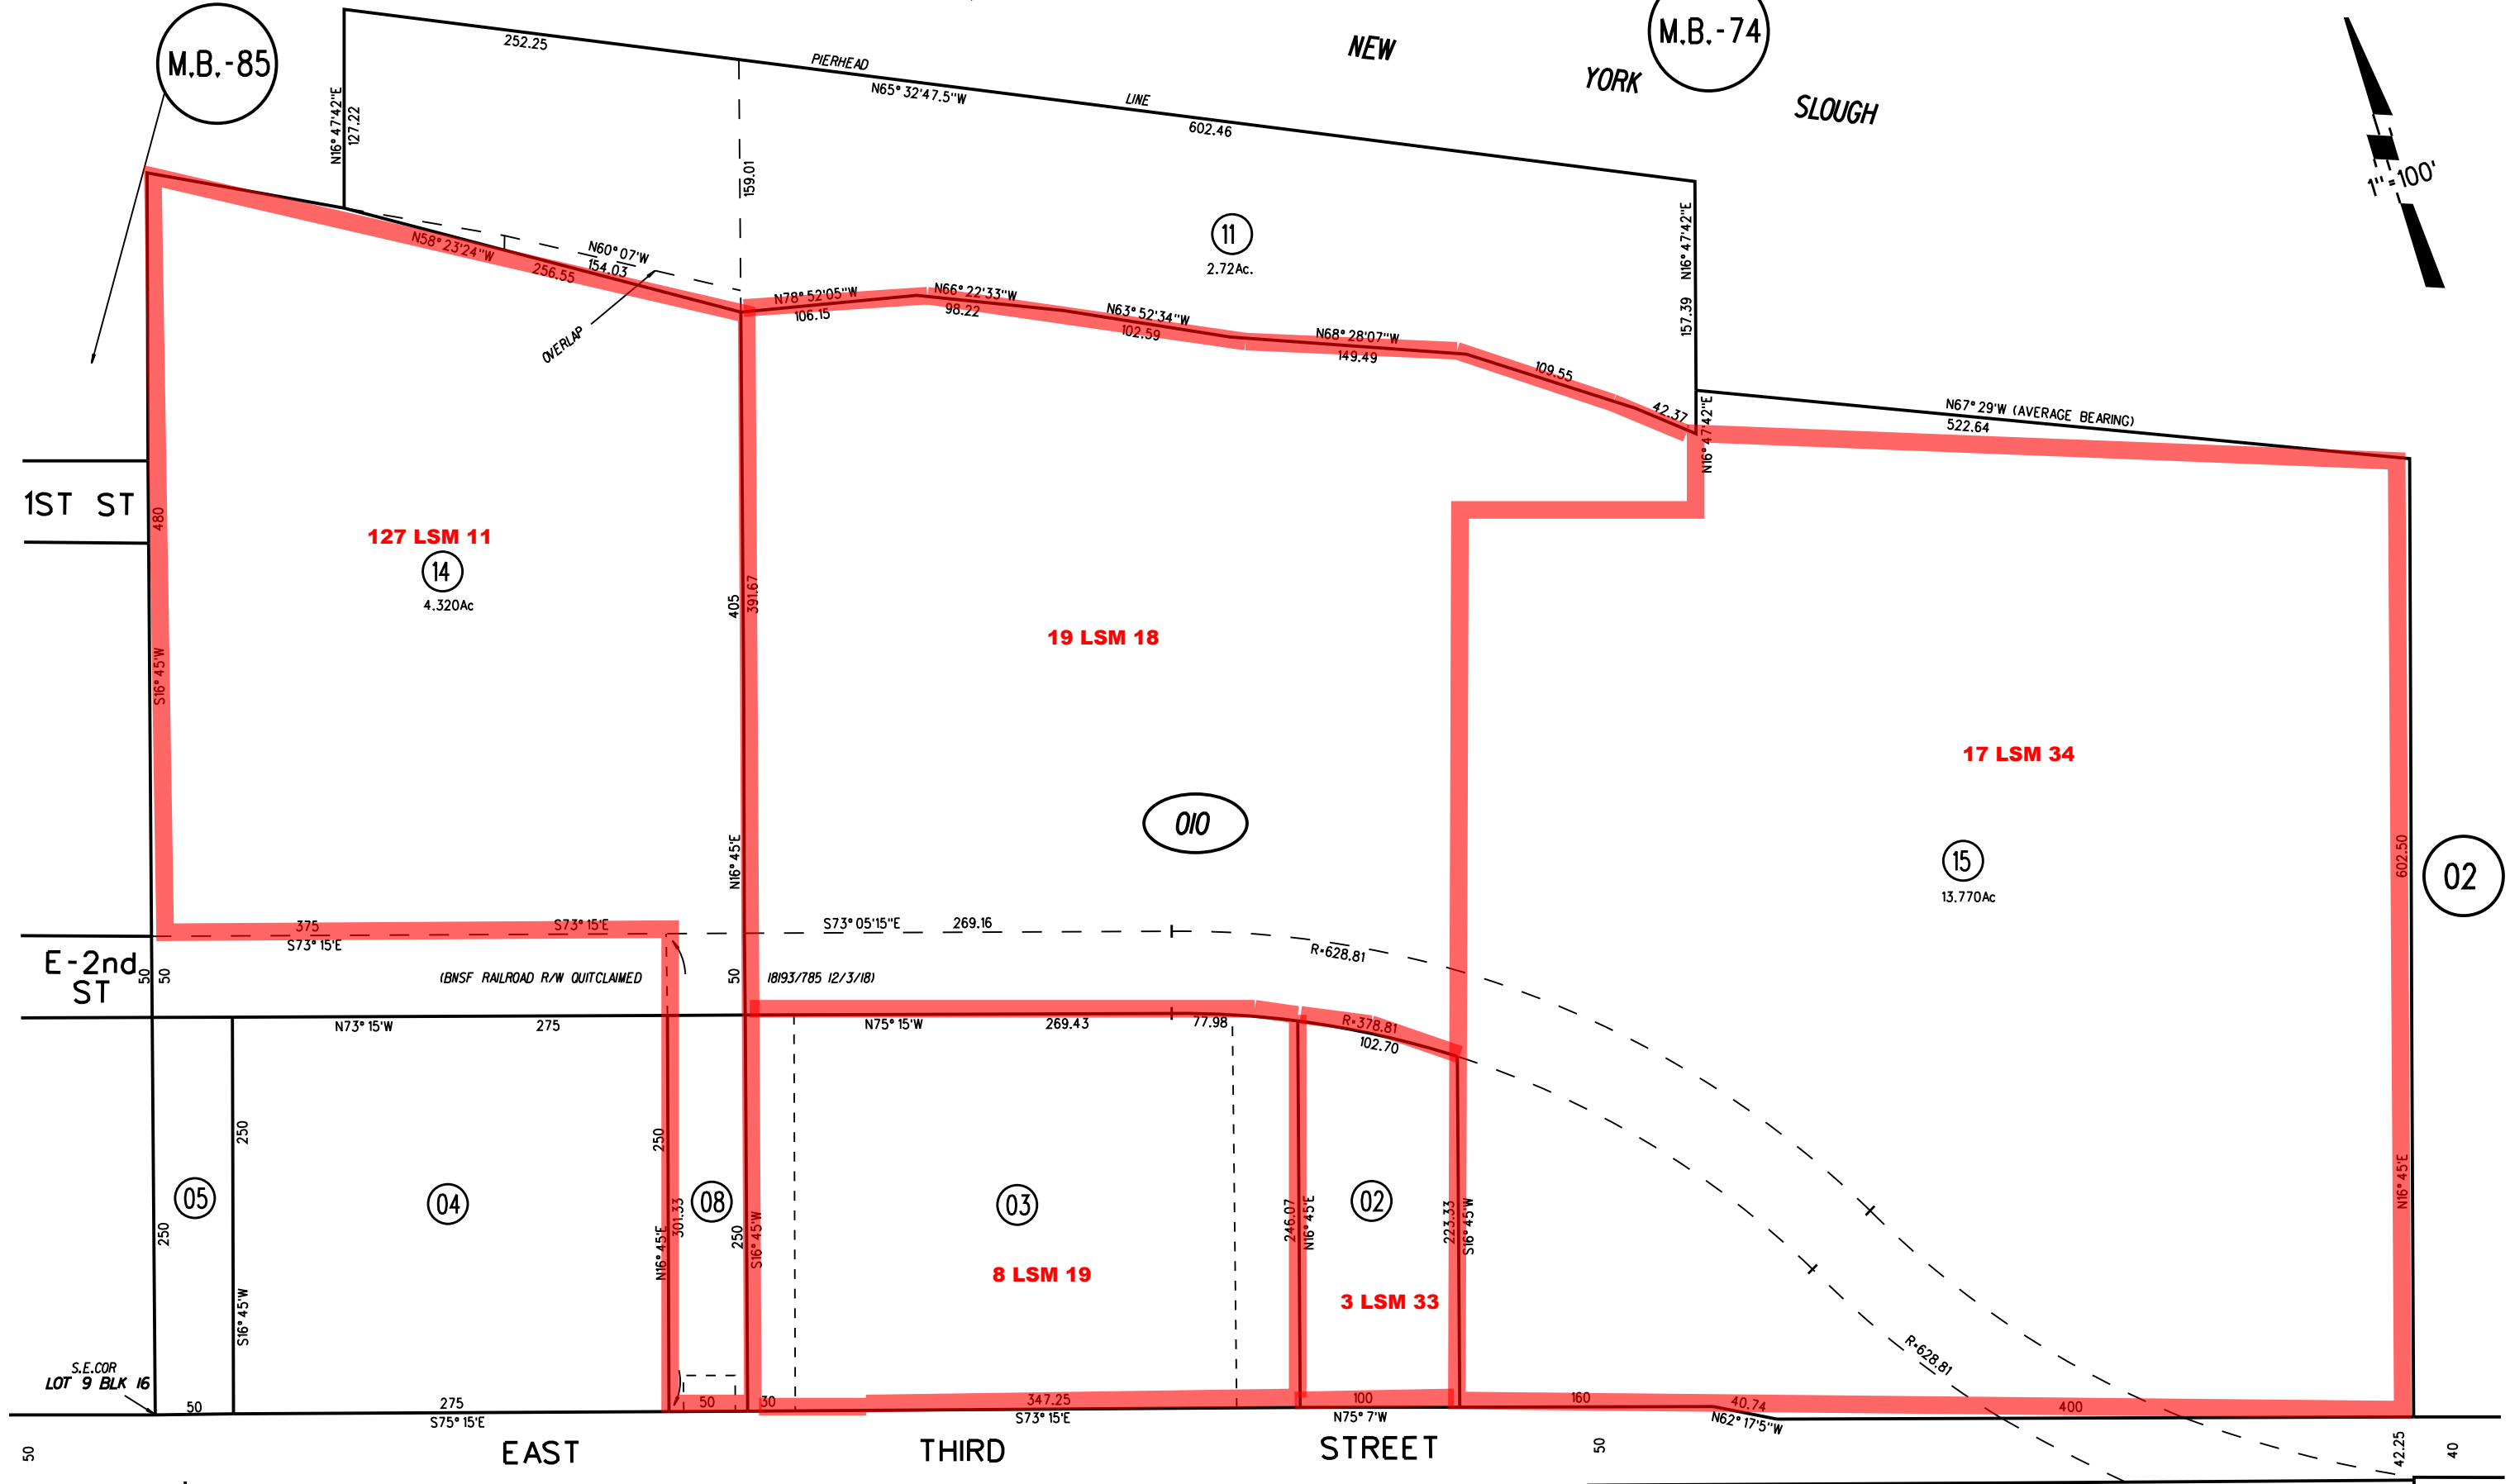 M.B.-85
252.25
PIERHEAD
LINE
N65°32'47.5"W
602.46
NEW
YORK
SLOUGH
M.B.-74
1"=100'
N16°47'42"E
127.22
159.01
11
2.72Ac.
N16°47'42"E
157.39
N58°23'24"W
256.55
N60°07'W
154.03
OVERLAP
N78°52'05"W
106.15
N66°22'33"W
98.22
N63°52'34"W
102.59
N68°28'07"W
149.49
109.55
42.37
N16°47'42"E
N67°29'W (AVERAGE BEARING)
522.64
1ST ST
480
S16°45'W
127 LSM 11
14
4.320Ac
405
391.67
N16°45'E
19 LSM 18
010
17 LSM 34
15
13.770Ac
602.50
N16°45'E
02
375
S73°15'E
S73°15'E
S73°05'15"E
269.16
R=628.81
E-2nd
ST
50
50
(BNSF RAILROAD R/W QUITCLAIMED
50
18193/785 12/3/18)
N73°15'W
275
N75°15'W
269.43
77.98
R=378.81
102.70
05
250
250
S16°45'W
04
250
N16°45'E
301.33
08
250
S16°45'W
03
8 LSM 19
246.07
N16°45'E
02
3 LSM 33
223.33
S16°45'W
R=628.81
S.E.COR
LOT 9 BLK 16
50
275
S75°15'E
50
30
347.25
S73°15'E
100
N75°7'W
160
40.74
N62°17'5"W
400
50
EAST
THIRD
STREET
50
42.25
40